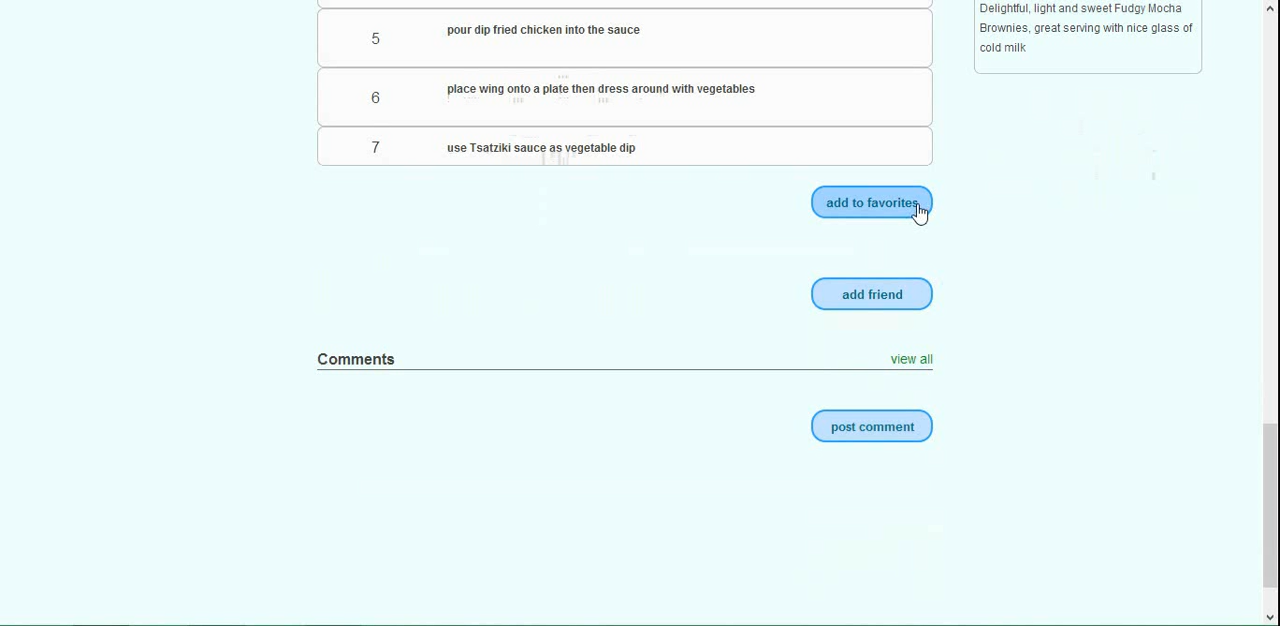 5 pour dip fried chicken into the sauce
6 place wing onto a plate then dress around with vegetables
7 use Tsatziki sauce as vegetable dip
add to favorites
add friend
Comments view all
post comment
Delightful, light and sweet Fudgy Mocha
Brownies, great serving with nice glass of
cold milk